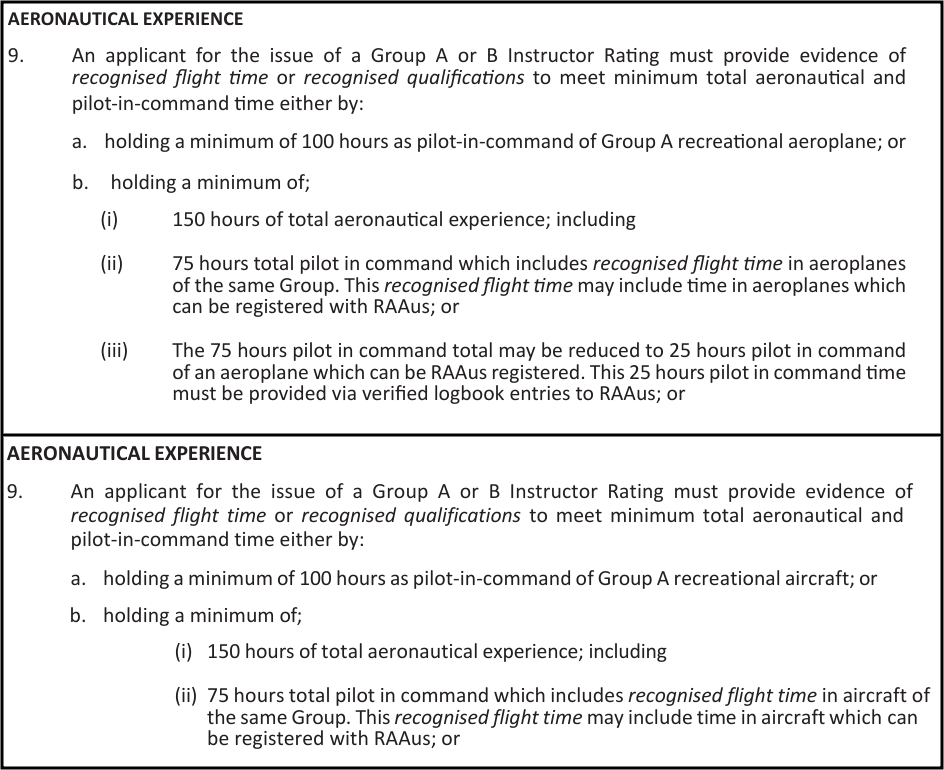 AERONAUTICAL EXPERIENCE
9. An applicant for the issue of a Group A or B Instructor Rating must provide evidence of
recognised flight time or recognised qualifications to meet minimum total aeronautical and
pilot-in-command time either by:
a. holding a minimum of 100 hours as pilot-in-command of Group A recreational aeroplane; or
b. holding a minimum of;
(i) 150 hours of total aeronautical experience; including
(ii) 75 hours total pilot in command which includes recognised flight time in aeroplanes
of the same Group. This recognised flight time may include time in aeroplanes which
can be registered with RAAus; or
(iii) The 75 hours pilot in command total may be reduced to 25 hours pilot in command
of an aeroplane which can be RAAus registered. This 25 hours pilot in command time
must be provided via verified logbook entries to RAAus; or
AERONAUTICAL EXPERIENCE
9. An applicant for the issue of a Group A or B Instructor Rating must provide evidence of
recognised flight time or recognised qualifications to meet minimum total aeronautical and
pilot-in-command time either by:
a. holding a minimum of 100 hours as pilot-in-command of Group A recreational aircraft; or
b. holding a minimum of;
(i) 150 hours of total aeronautical experience; including
(ii) 75 hours total pilot in command which includes recognised flight time in aircraft of
the same Group. This recognised flight time may include time in aircraft which can
be registered with RAAus; or